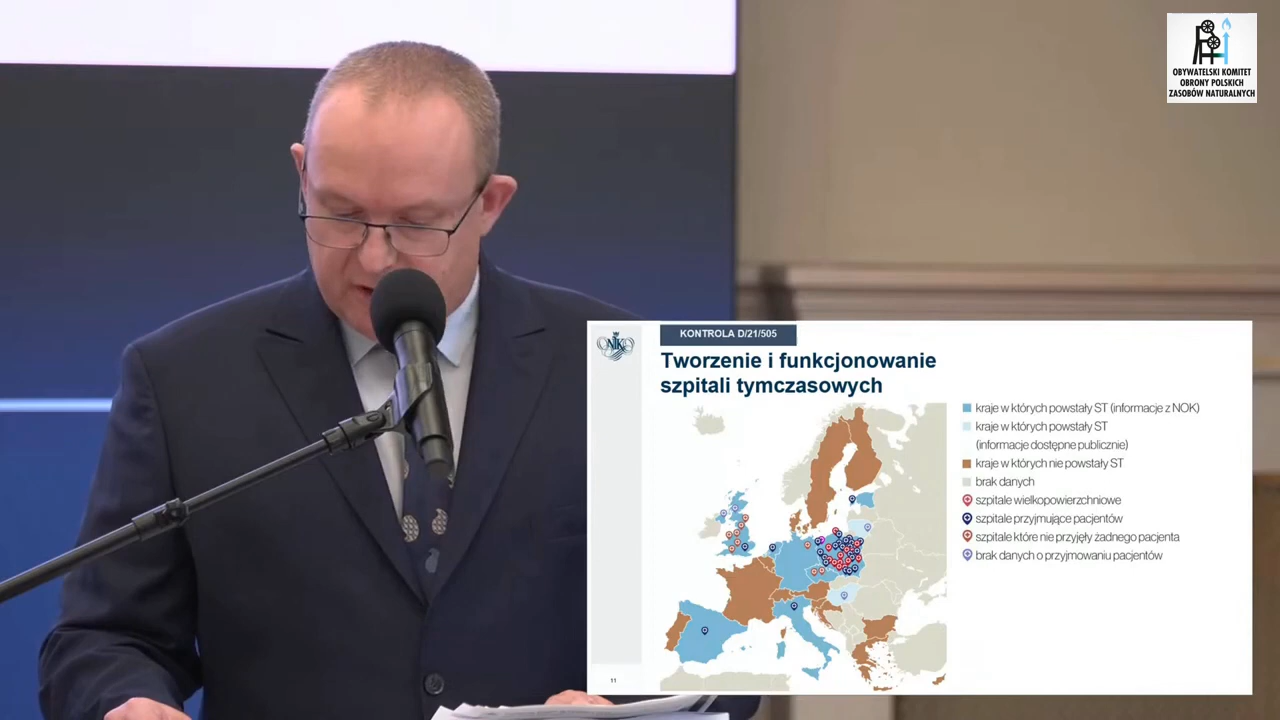 OBYWATELSKI KOMITET
OBRONY POLSKICH
ZASOBÓW NATURALNYCH
NIK
KONTROLA D/21/505
Tworzenie i funkcjonowanie
szpitali tymczasowych
kraje w których powstały ST (informacje z NOK)
kraje w których powstały ST
(informacje dostępne publicznie)
kraje w których nie powstały ST
brak danych
szpitale wielkopowierzchniowe
szpitale przyjmujące pacjentów
szpitale które nie przyjęły żadnego pacjenta
brak danych o przyjmowaniu pacjentów
11